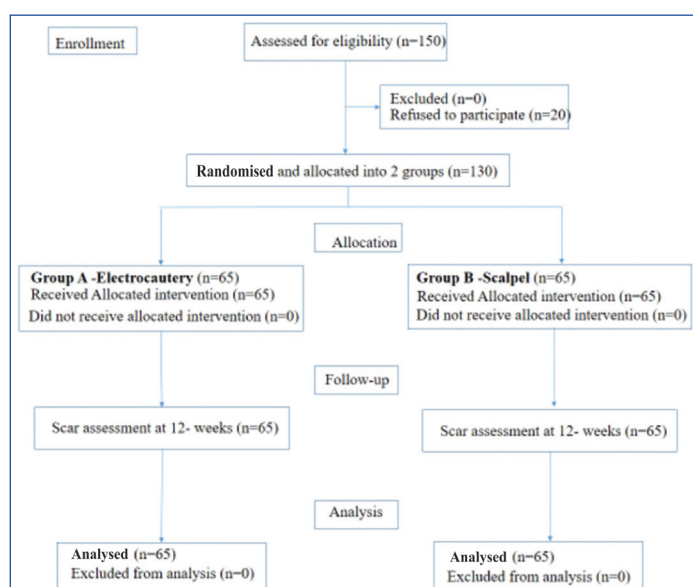 Enrollment
Assessed for eligibility (n=150)
Excluded (n=0)
Refused to participate (n=20)
Randomised and allocated into 2 groups (n=130)
Allocation
Group A -Electrocautery (n=65)
Received Allocated intervention (n=65)
Did not receive allocated intervention (n=0)
Group B -Scalpel (n=65)
Received Allocated intervention (n=65)
Did not receive allocated intervention (n=0)
Follow-up
Scar assessment at 12- weeks (n=65)
Scar assessment at 12- weeks (n=65)
Analysis
Analysed (n=65)
Excluded from analysis (n=0)
Analysed (n=65)
Excluded from analysis (n=0)